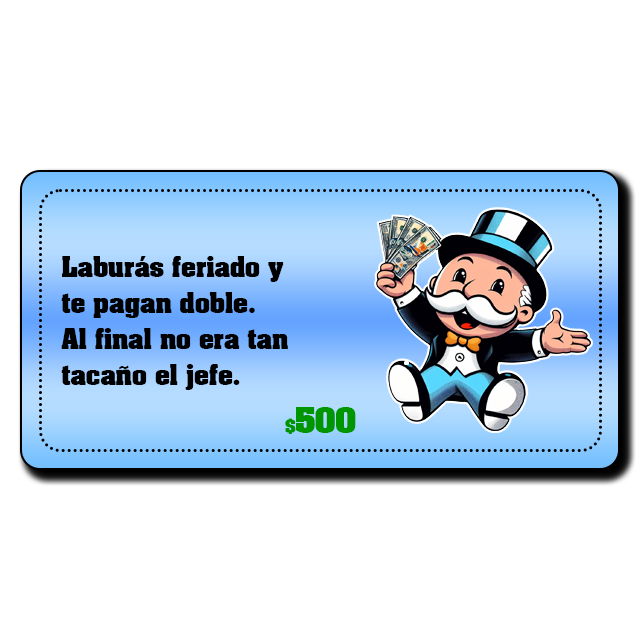 Laburás feriado y
te pagan doble.
Al final no era tan
tacaño el jefe.
$500